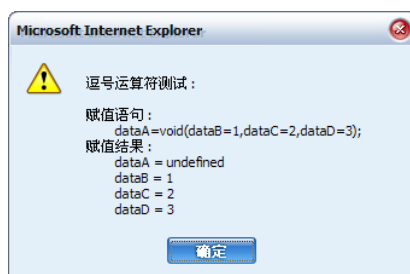 Microsoft Internet Explorer
逗号运算符测试：
赋值语句：
dataA=void(dataB=1,dataC=2,dataD=3);
赋值结果：
dataA = undefined
dataB = 1
dataC = 2
dataD = 3
确定